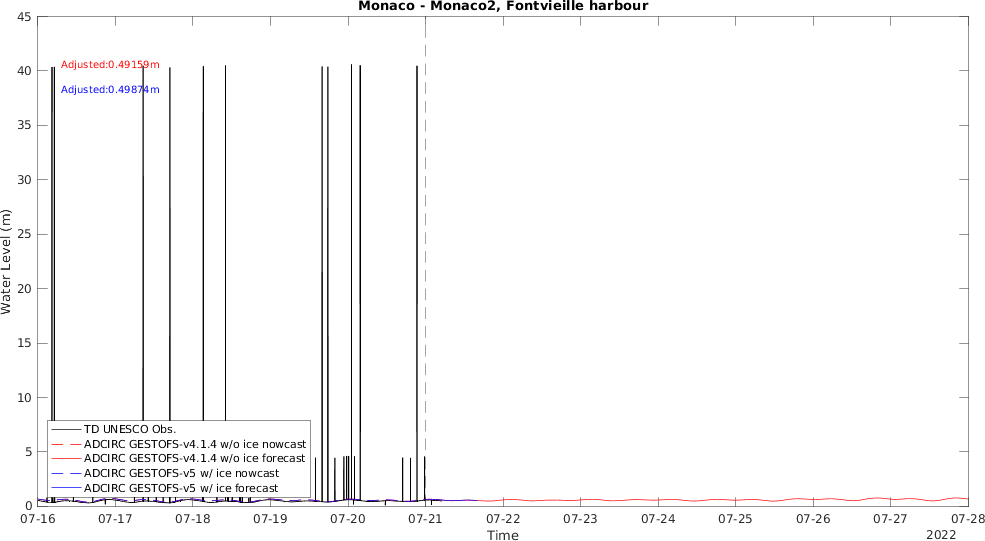 Monaco - Monaco2, Fontvieille harbour
45
40
35
30
25
20
15
10
5
0
Water Level (m)
Adjusted:0.49159m
Adjusted:0.49874m
TD UNESCO Obs.
ADCIRC GESTOFS-v4.1.4 w/o ice nowcast
ADCIRC GESTOFS-v4.1.4 w/o ice forecast
ADCIRC GESTOFS-v5 w/ ice nowcast
ADCIRC GESTOFS-v5 w/ ice forecast
07-16 07-17 07-18 07-19 07-20 07-21 07-22 07-23 07-24 07-25 07-26 07-27 07-28
Time
2022